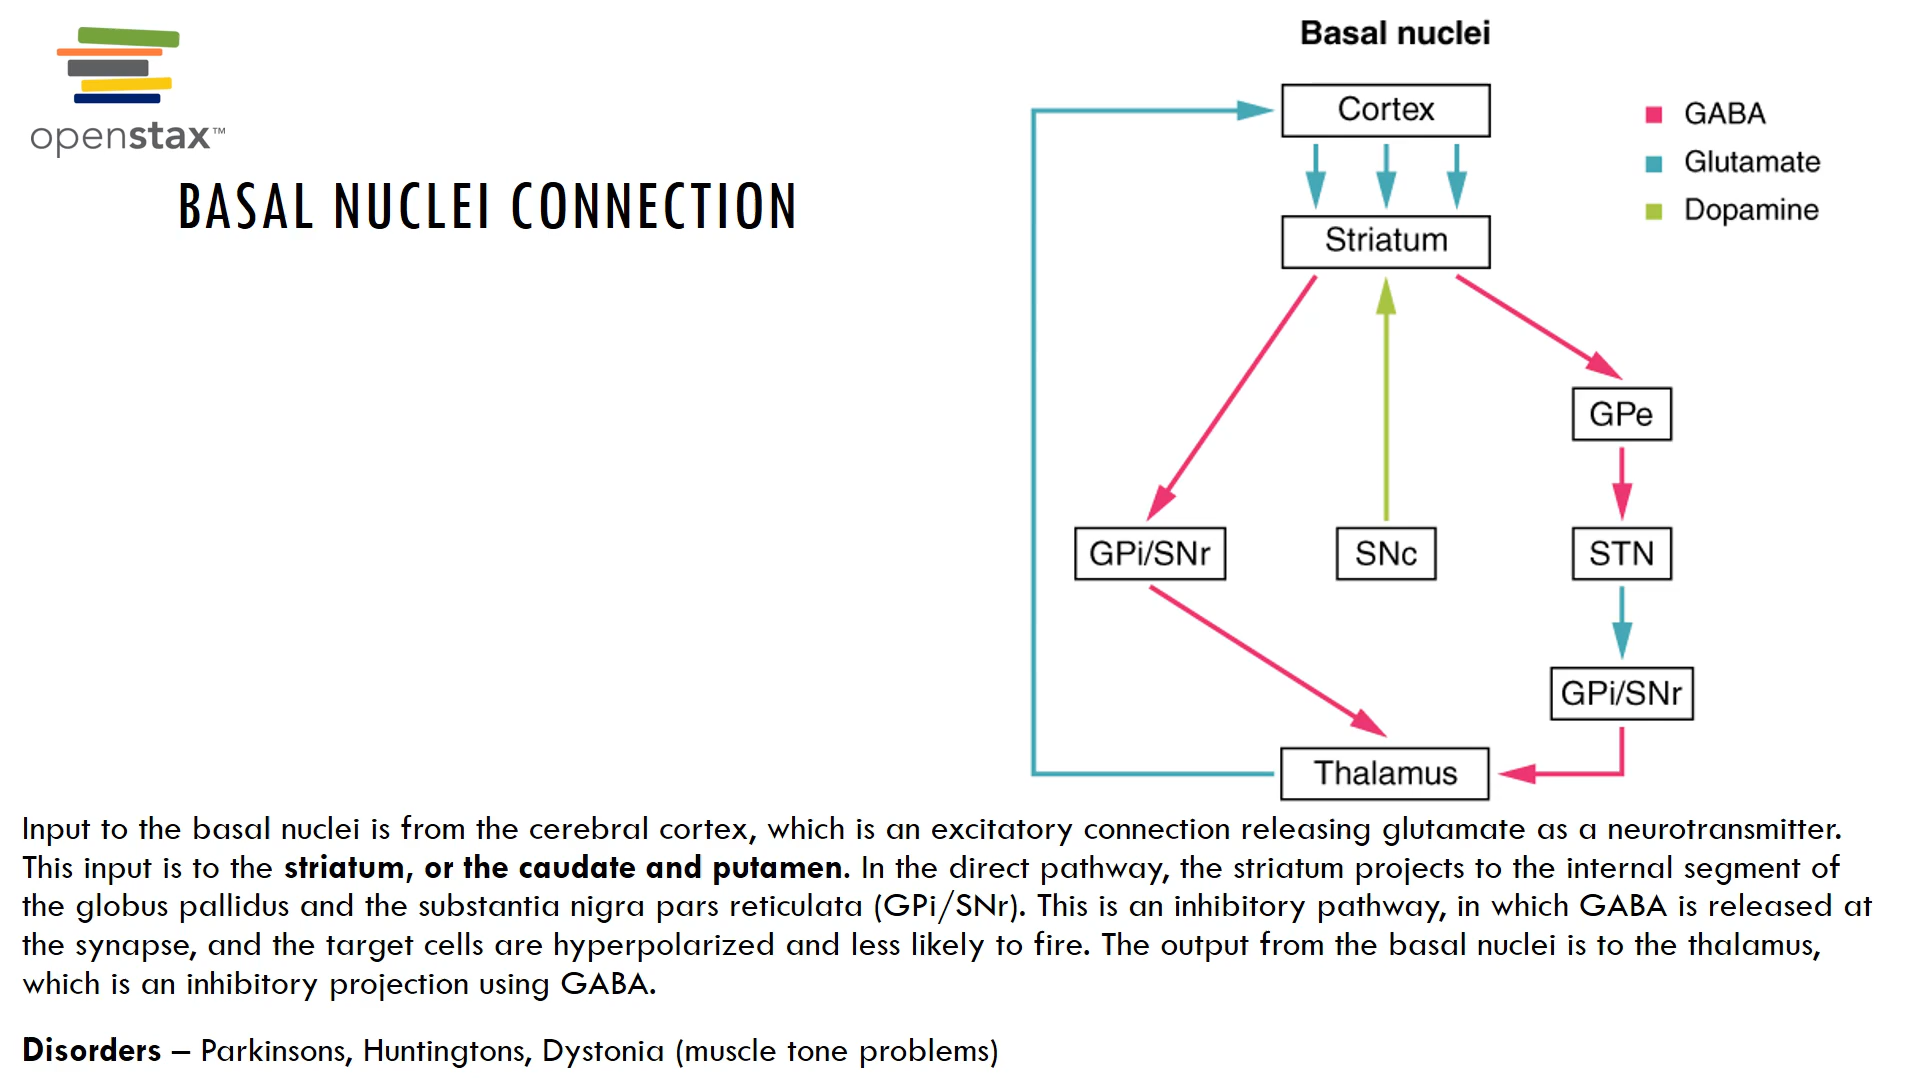 openstax™
BASAL NUCLEI CONNECTION
Basal nuclei
Cortex
GABA
Glutamate
Dopamine
Striatum
GPe
GPi/SNr
SNc
STN
GPi/SNr
Thalamus
Input to the basal nuclei is from the cerebral cortex, which is an excitatory connection releasing glutamate as a neurotransmitter.
This input is to the striatum, or the caudate and putamen. In the direct pathway, the striatum projects to the internal segment of
the globus pallidus and the substantia nigra pars reticulata (GPi/SNr). This is an inhibitory pathway, in which GABA is released at
the synapse, and the target cells are hyperpolarized and less likely to fire. The output from the basal nuclei is to the thalamus,
which is an inhibitory projection using GABA.
Disorders – Parkinsons, Huntingtons, Dystonia (muscle tone problems)